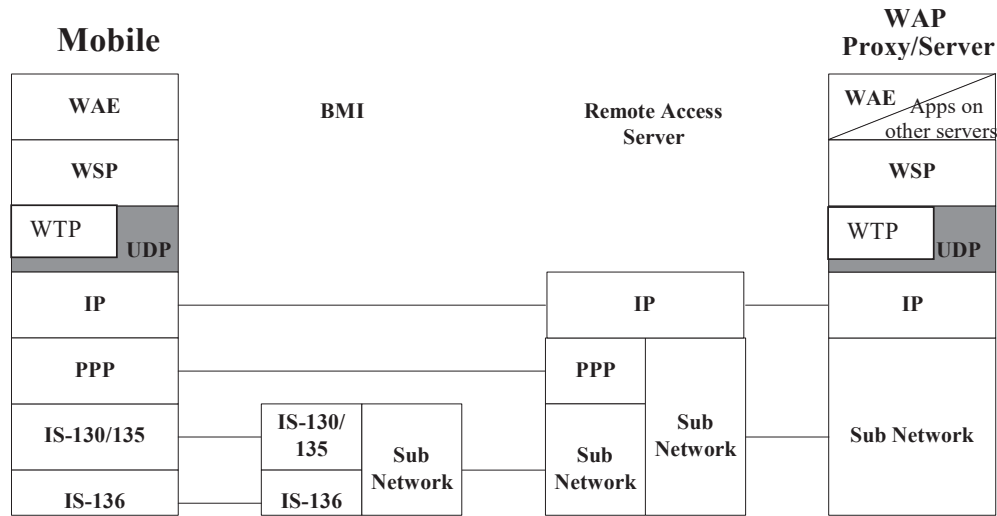 Mobile
WAP
Proxy/Server
BMI
Remote Access
Server
WAE
WSP
WTP
UDP
IP
PPP
IS-130/135
IS-136
IS-130/
135
IS-136
Sub
Network
IP
PPP
Sub
Network
Sub
Network
WAE
Apps on
other servers
WSP
WTP
UDP
IP
Sub Network